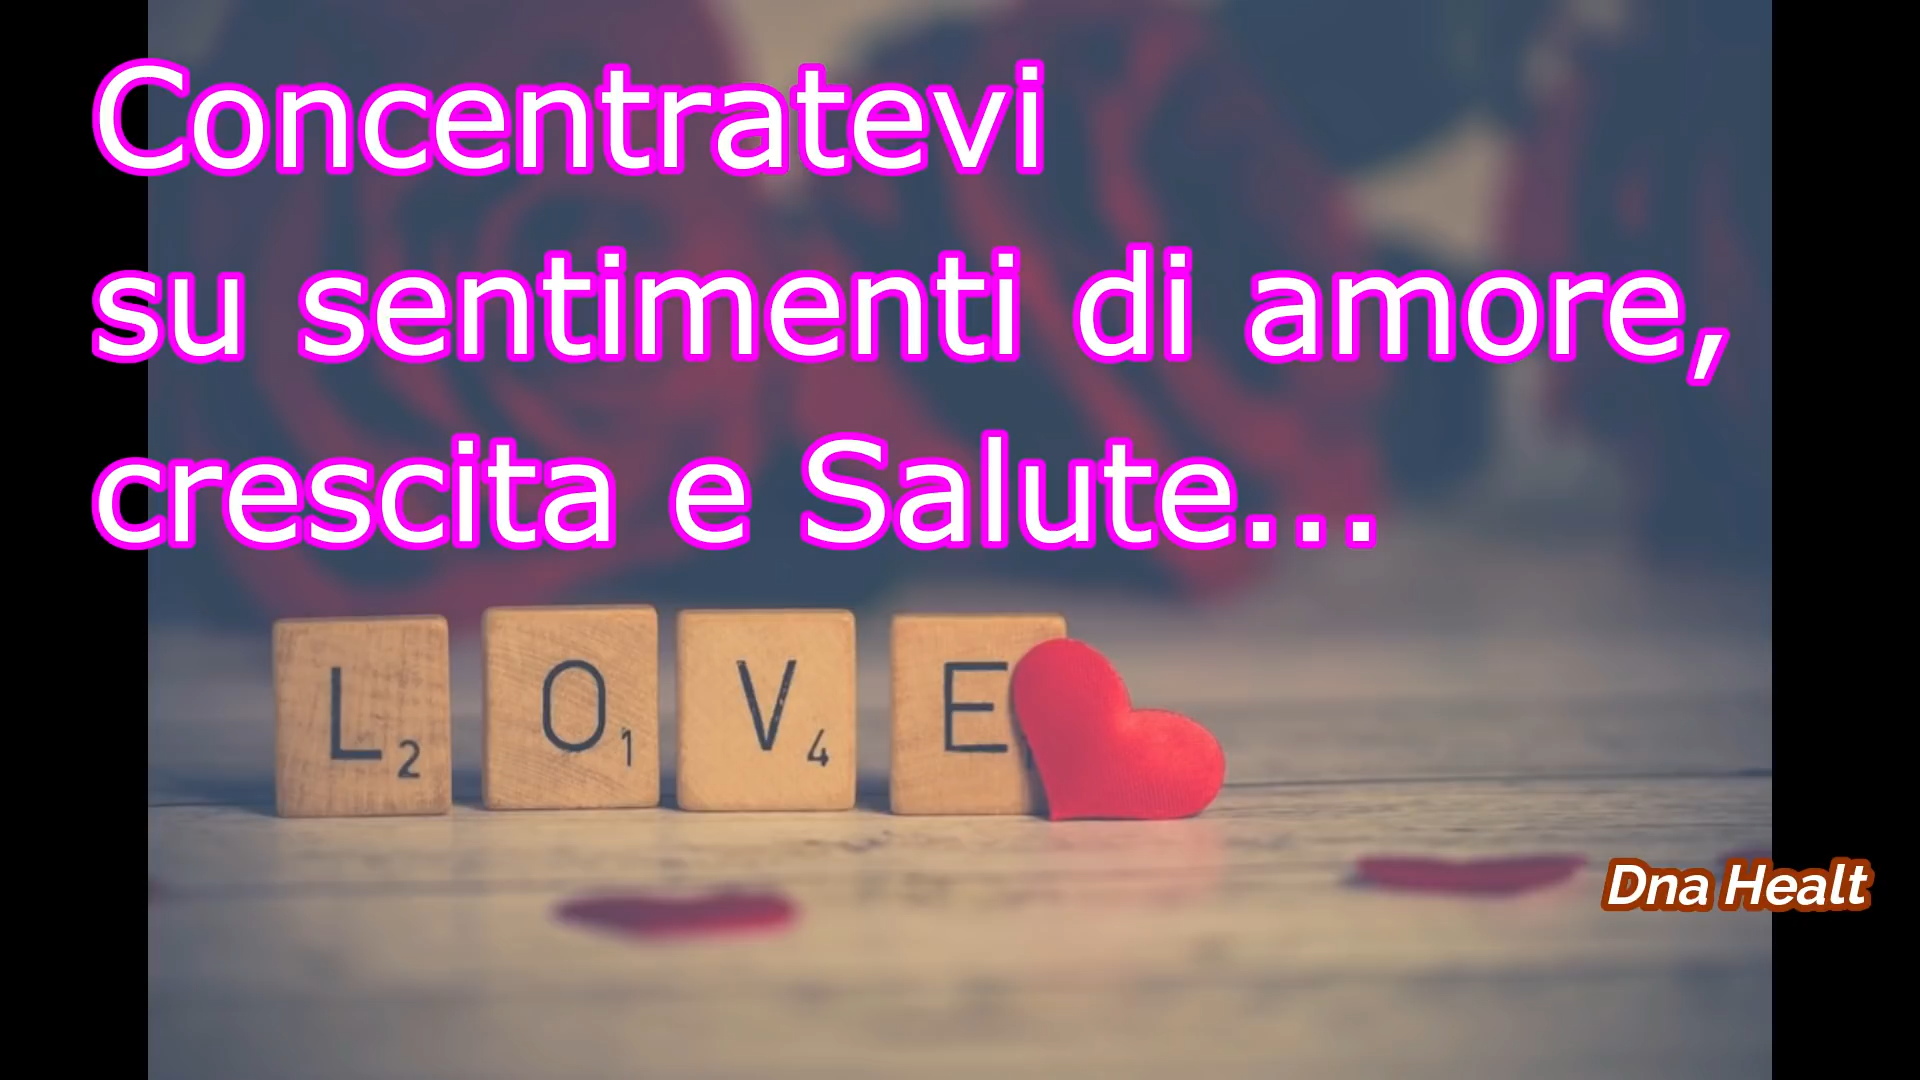 Concentratevi
su sentimenti di amore,
crescita e Salute...
L2 O1 V4 E
Dna Healt